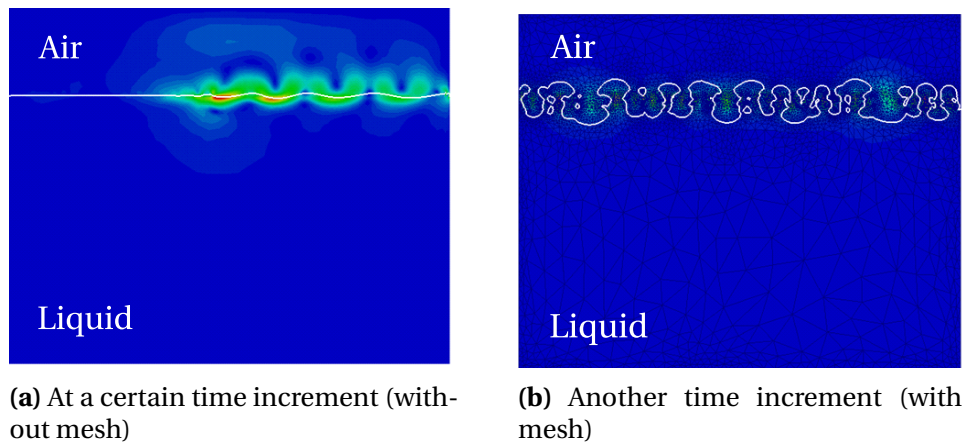 Air
Liquid
(a) At a certain time increment (with-
out mesh)
Air
Liquid
(b) Another time increment (with
mesh)